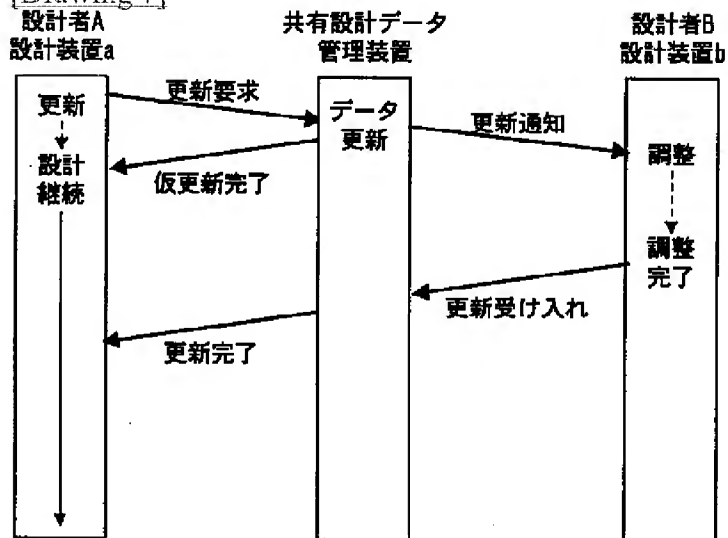 設計者A
設計装置a
共有設計データ
管理装置
設計者B
設計装置b
更新
設計
継続
更新要求
データ
更新
更新通知
仮更新完了
調整
調整
完了
更新受け入れ
更新完了